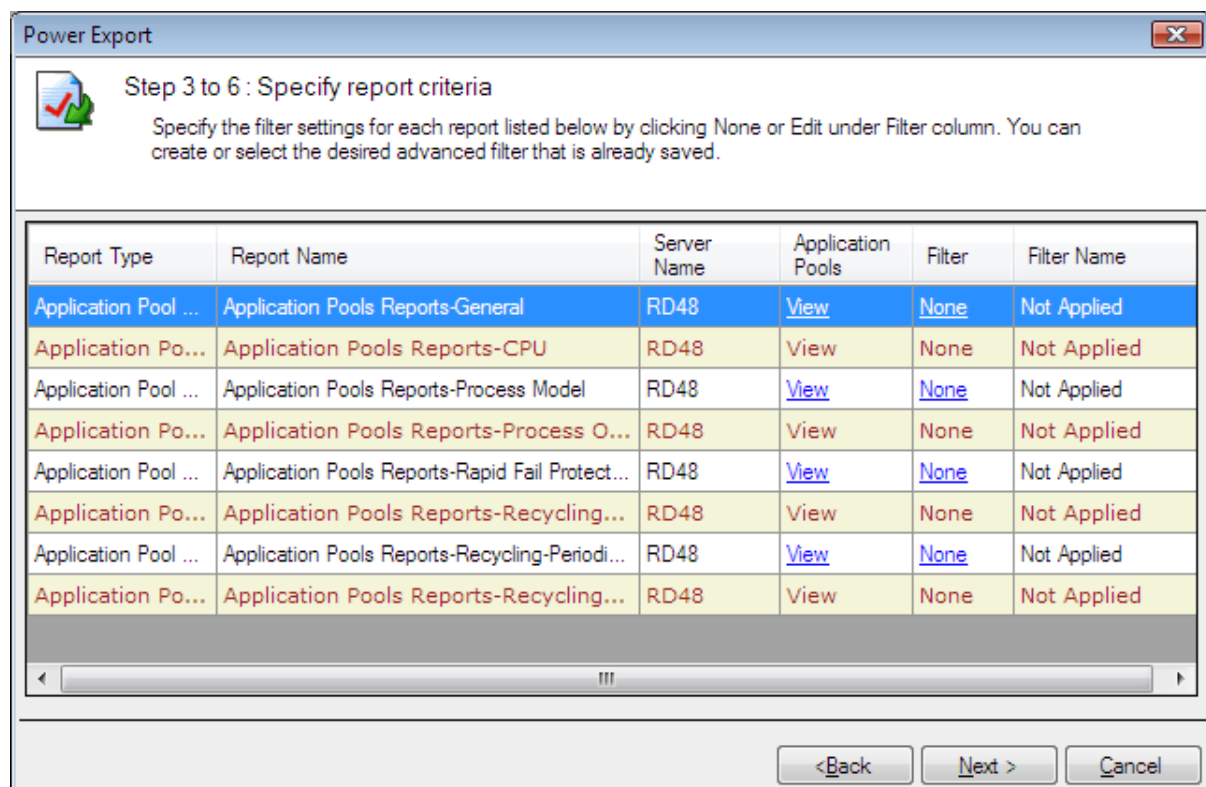 Power Export
Step 3 to 6 : Specify report criteria
Specify the filter settings for each report listed below by clicking None or Edit under Filter column. You can
create or select the desired advanced filter that is already saved.
Report Type Report Name Server Name Application Pools Filter Filter Name
Application Pool ... Application Pools Reports-General RD48 View None Not Applied
Application Po... Application Pools Reports-CPU RD48 View None Not Applied
Application Pool ... Application Pools Reports-Process Model RD48 View None Not Applied
Application Po... Application Pools Reports-Process O... RD48 View None Not Applied
Application Pool ... Application Pools Reports-Rapid Fail Protect... RD48 View None Not Applied
Application Po... Application Pools Reports-Recycling... RD48 View None Not Applied
Application Pool ... Application Pools Reports-Recycling-Periodi... RD48 View None Not Applied
Application Po... Application Pools Reports-Recycling... RD48 View None Not Applied
<Back Next > Cancel